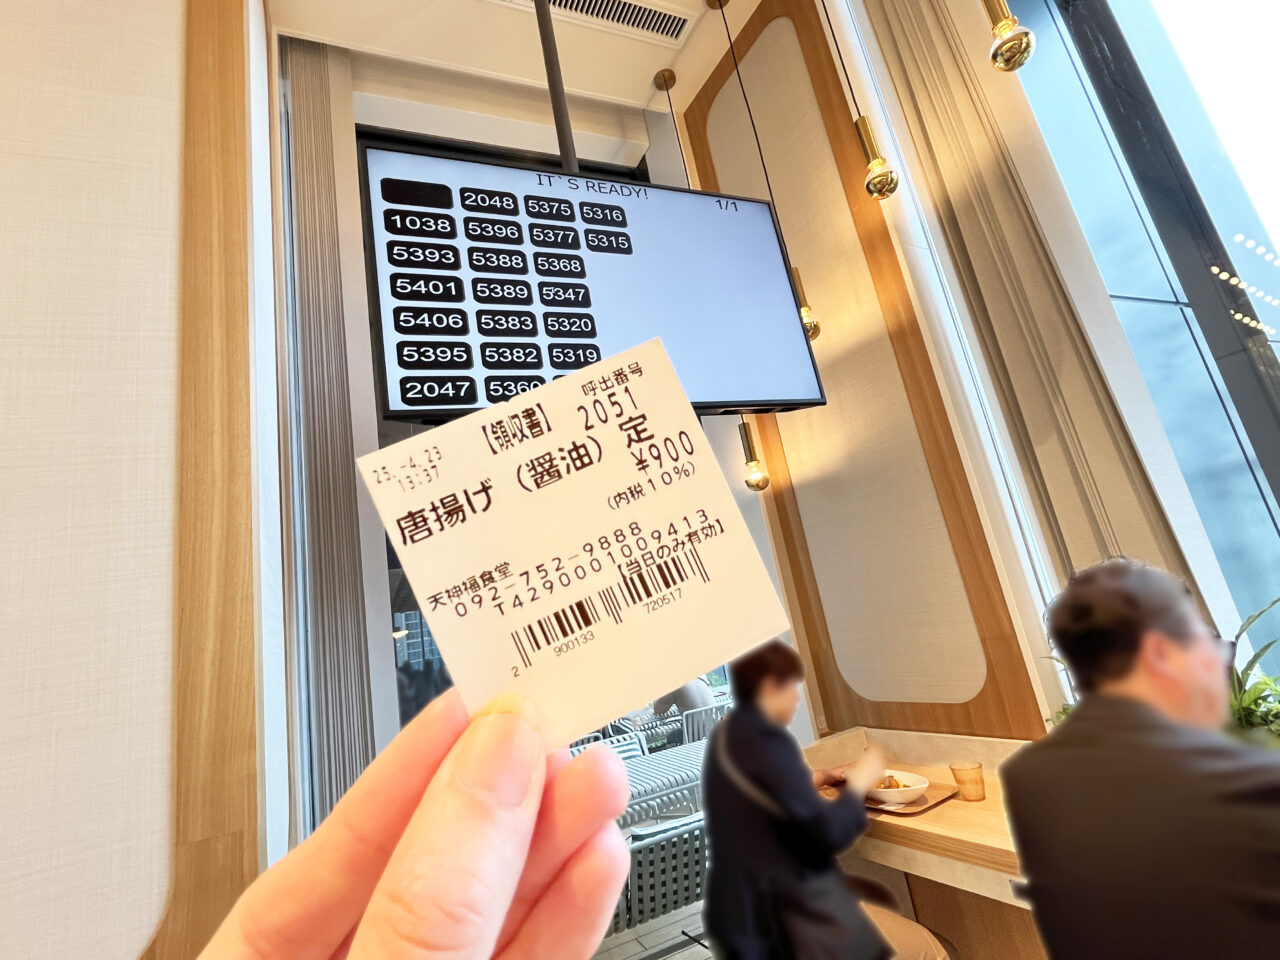 IT`S READY!
1/1
2048 5375 5316
1038 5396 5377 5315
5393 5388 5368
5401 5389 5347
5406 5383 5320
5395 5382 5319
2047 5360
呼出番号
【領収書】 2051
25.-4.23
13:37
唐揚げ（醤油）定
¥900
（内税１０％）
天神福食堂
092-752-9888
T4290001009413
【当日のみ有効】
2 900133 720517